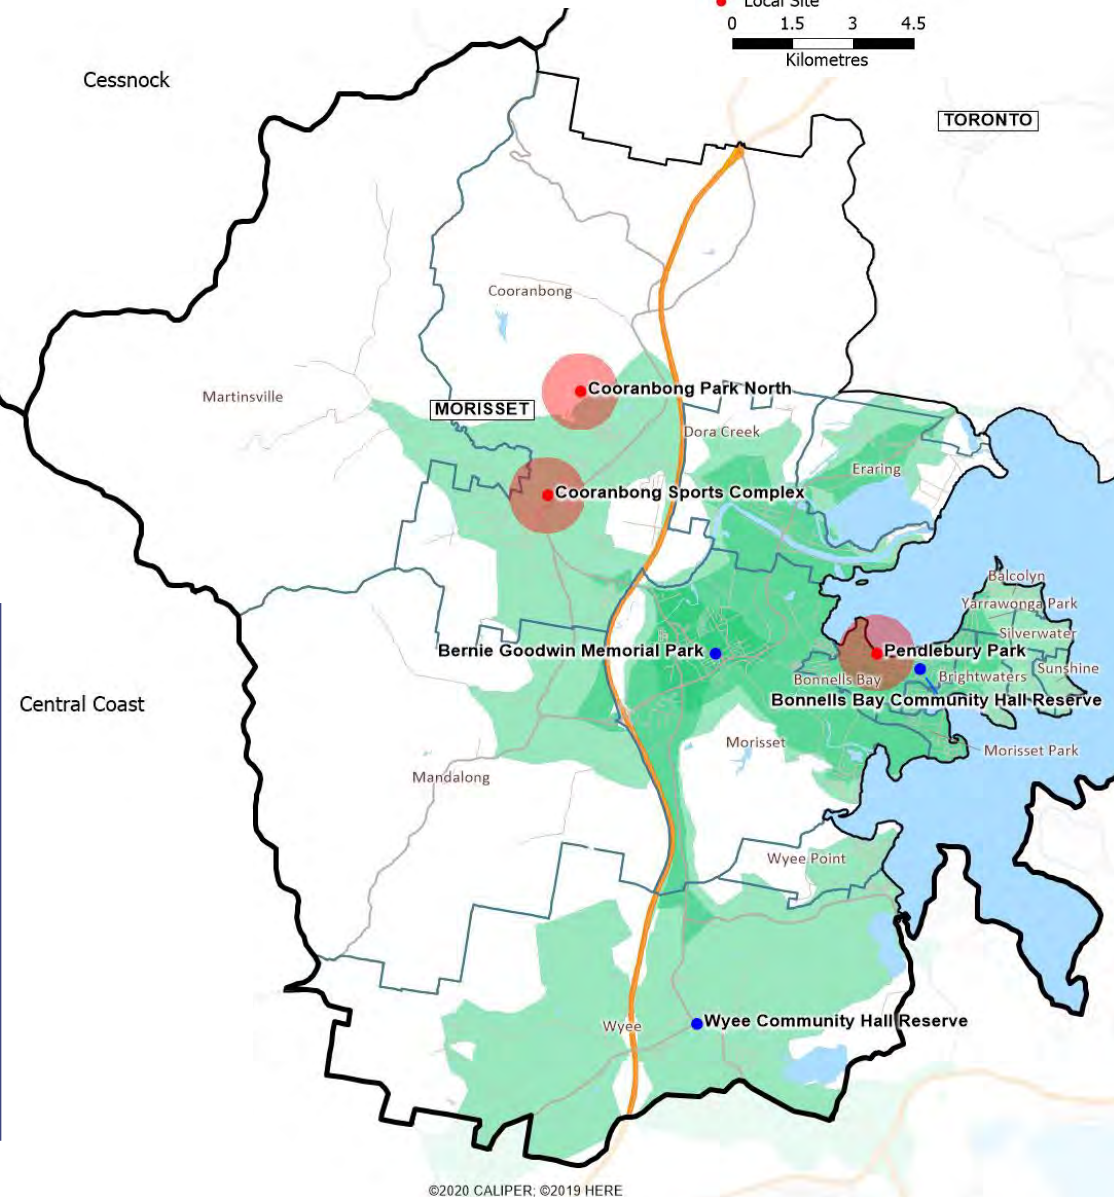 Local Site
0 1.5 3 4.5
Kilometres
Cessnock
TORONTO
Cooranbong
Cooranbong Park North
Martinsville
MORISSET
Dora Creek
Eraring
Cooranbong Sports Complex
Balcolyn
Yarrawonga Park
Silverwater
Bernie Goodwin Memorial Park
Pendlebury Park
Sunshine
Bonnells Bay
Brightwaters
Central Coast
Bonnells Bay Community Hall Reserve
Morisset
Morisset Park
Mandalong
Wyee Point
Wyee Community Hall Reserve
Wyee
©2020 CALIPER; ©2019 HERE